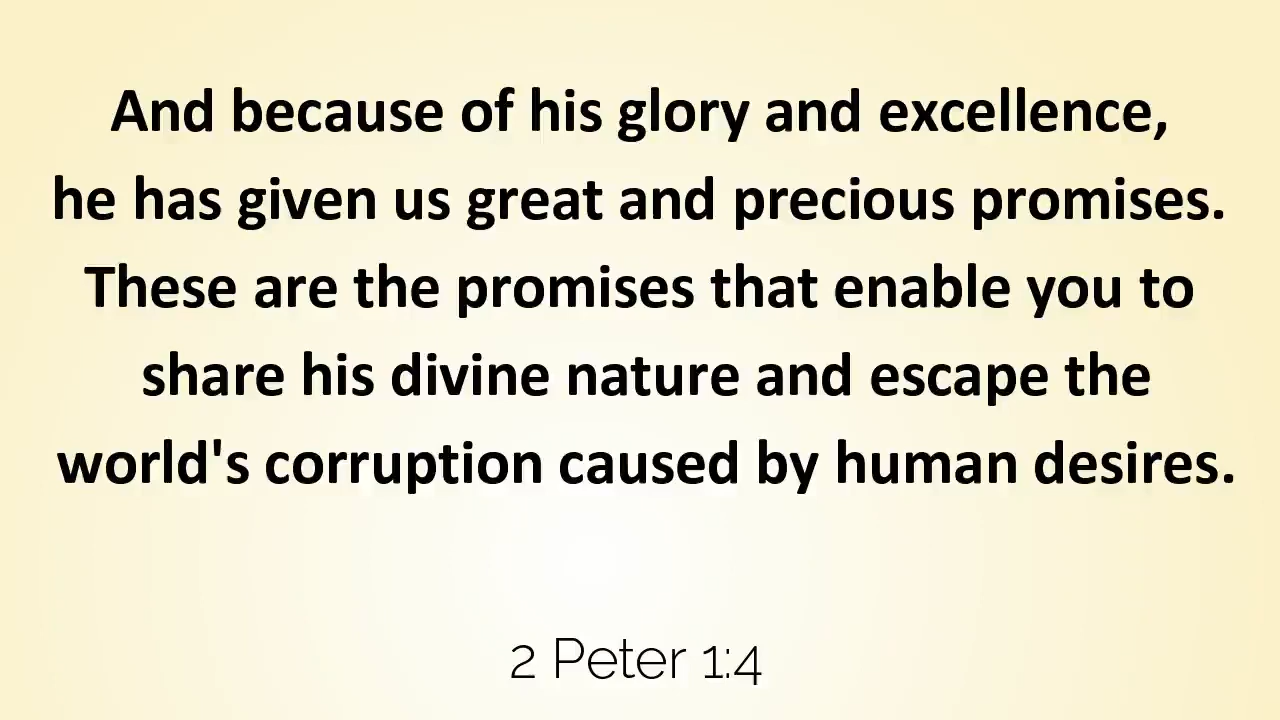 And because of his glory and excellence,
he has given us great and precious promises.
These are the promises that enable you to
share his divine nature and escape the
world's corruption caused by human desires.
2 Peter 1:4